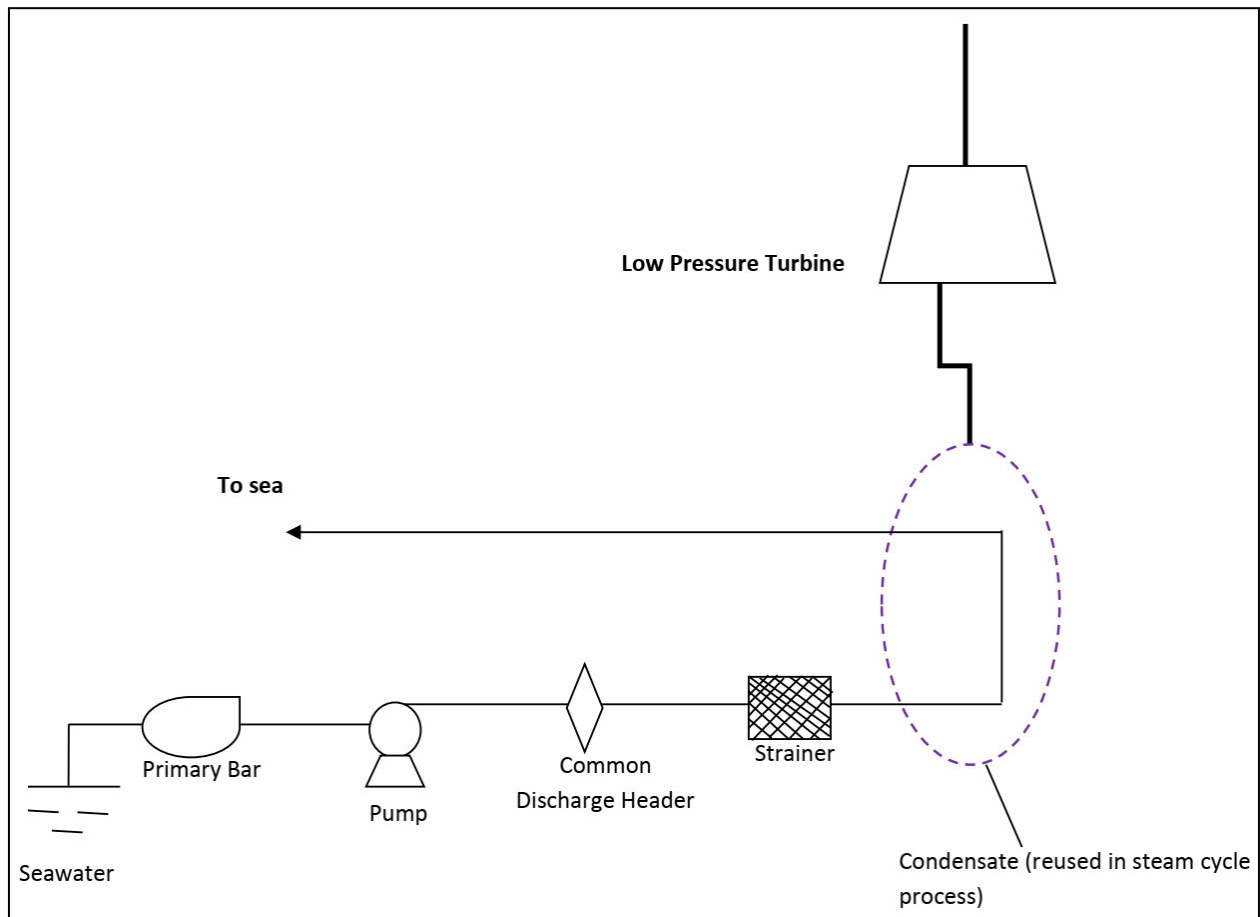 Low Pressure Turbine
To sea
Primary Bar
Pump
Common
Discharge Header
Strainer
Seawater
Condensate (reused in steam cycle
process)